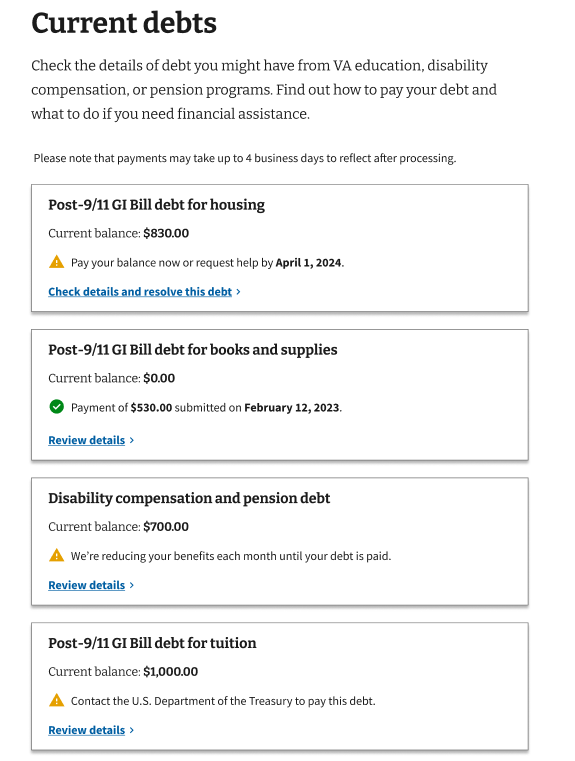 Current debts
Check the details of debt you might have from VA education, disability
compensation, or pension programs. Find out how to pay your debt and
what to do if you need financial assistance.
Please note that payments may take up to 4 business days to reflect after processing.
Post-9/11 GI Bill debt for housing
Current balance: $830.00
Pay your balance now or request help by April 1, 2024.
Check details and resolve this debt
Post-9/11 GI Bill debt for books and supplies
Current balance: $0.00
Payment of $530.00 submitted on February 12, 2023.
Review details
Disability compensation and pension debt
Current balance: $700.00
We’re reducing your benefits each month until your debt is paid.
Review details
Post-9/11 GI Bill debt for tuition
Current balance: $1,000.00
Contact the U.S. Department of the Treasury to pay this debt.
Review details